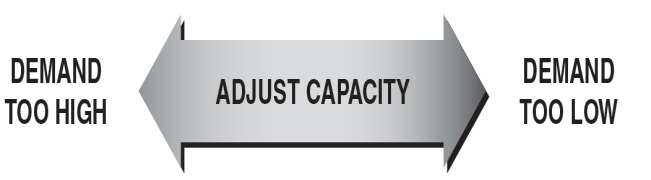 DEMAND
TOO HIGH
ADJUST CAPACITY
DEMAND
TOO LOW